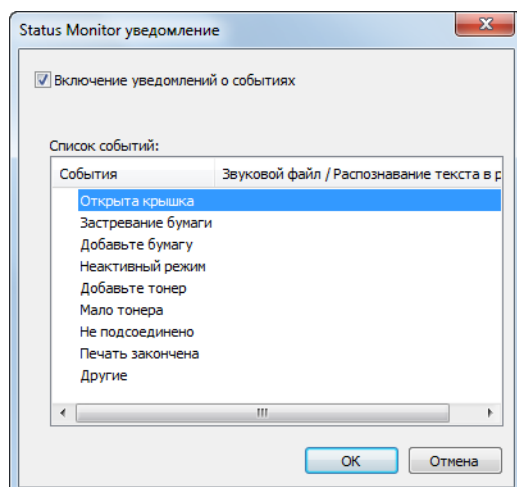 Status Monitor уведомление
Включение уведомлений о событиях
Список событий:
События Звуковой файл / Распознавание текста в р
Открыта крышка
Застревание бумаги
Добавьте бумагу
Неактивный режим
Добавьте тонер
Мало тонера
Не подсоединено
Печать закончена
Другие
OK Отмена